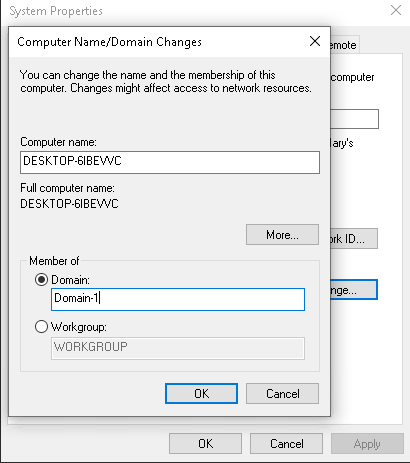 System Properties
Computer Name/Domain Changes
emote
You can change the name and the membership of this
computer. Changes might affect access to network resources.
computer
Computer name:
ary's
DESKTOP-6IBEVVC
Full computer name:
DESKTOP-6IBEVVC
More...
rk ID...
Member of
Domain:
nge...
Domain-1
Workgroup:
WORKGROUP
OK
Cancel
OK
Cancel
Apply